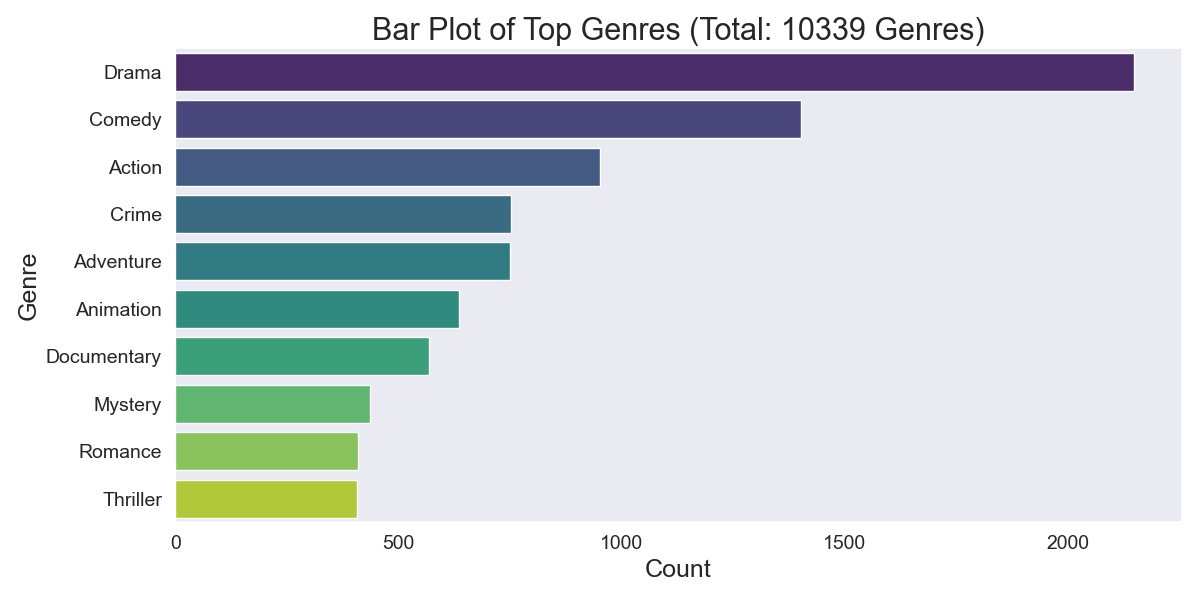 Bar Plot of Top Genres (Total: 10339 Genres)
Drama
Comedy
Action
Crime
Adventure
Animation
Documentary
Mystery
Romance
Thriller
Genre
0 500 1000 1500 2000
Count